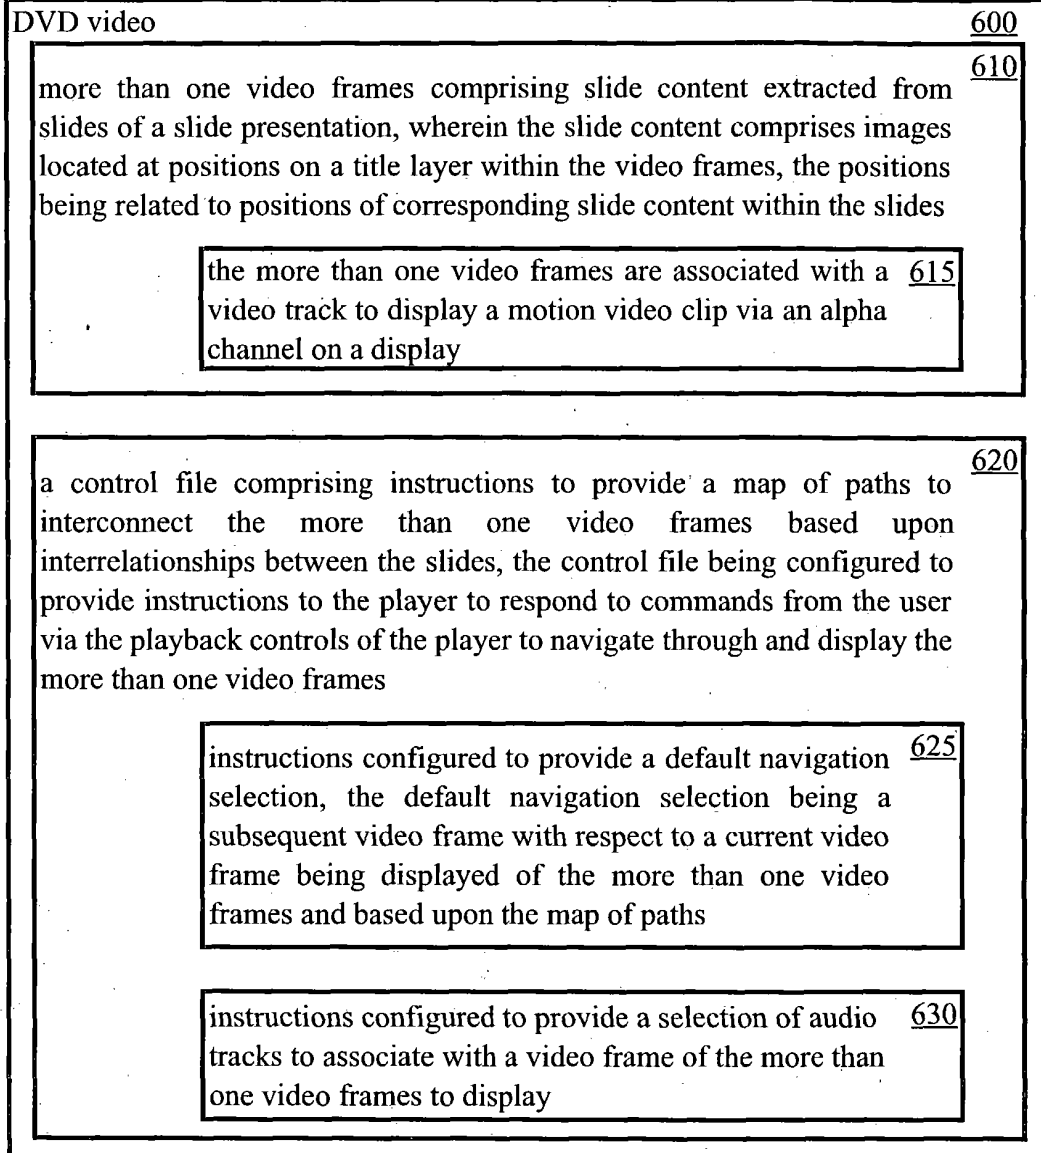 DVD video 600
610
more than one video frames comprising slide content extracted from
slides of a slide presentation, wherein the slide content comprises images
located at positions on a title layer within the video frames, the positions
being related to positions of corresponding slide content within the slides
the more than one video frames are associated with a 615
video track to display a motion video clip via an alpha
channel on a display
620
a control file comprising instructions to provide a map of paths to
interconnect the more than one video frames based upon
interrelationships between the slides, the control file being configured to
provide instructions to the player to respond to commands from the user
via the playback controls of the player to navigate through and display the
more than one video frames
625
instructions configured to provide a default navigation
selection, the default navigation selection being a
subsequent video frame with respect to a current video
frame being displayed of the more than one video
frames and based upon the map of paths
instructions configured to provide a selection of audio 630
tracks to associate with a video frame of the more than
one video frames to display